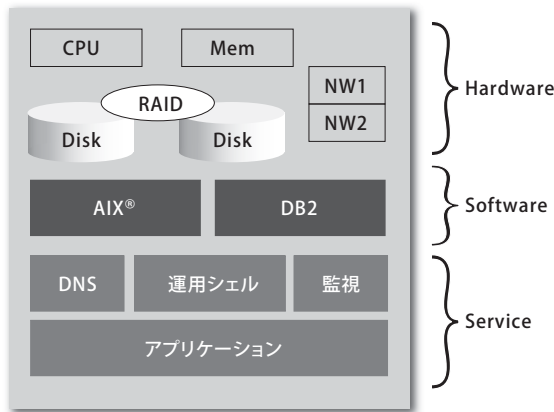 CPU
Mem
NW1
NW2
RAID
Disk
Disk
Hardware
AIX®
DB2
Software
DNS
運用シェル
監視
アプリケーション
Service